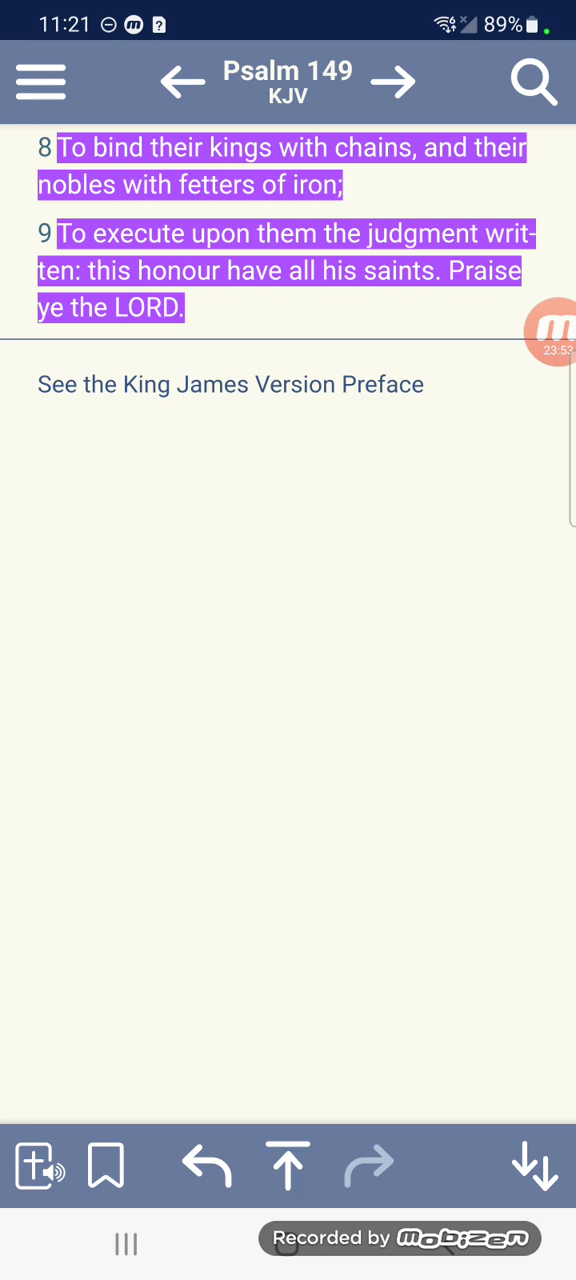 11:21 89%
Psalm 149
KJV
8 To bind their kings with chains, and their
nobles with fetters of iron;
9 To execute upon them the judgment writ-
ten: this honour have all his saints. Praise
ye the LORD.
23:53
See the King James Version Preface
Recorded by mobizen